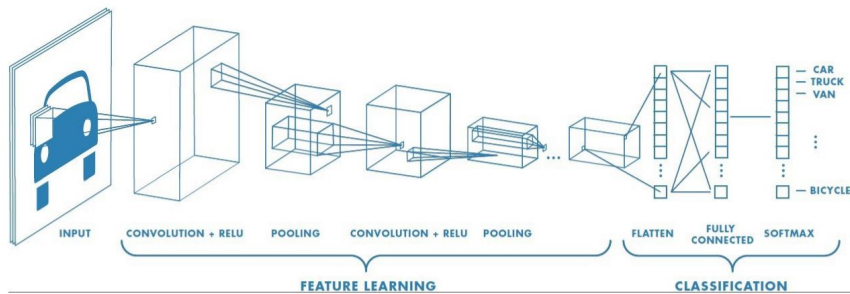 CAR
TRUCK
VAN
BICYCLE
INPUT
CONVOLUTION + RELU
POOLING
CONVOLUTION + RELU
POOLING
FLATTEN
FULLY
CONNECTED
SOFTMAX
FEATURE LEARNING
CLASSIFICATION